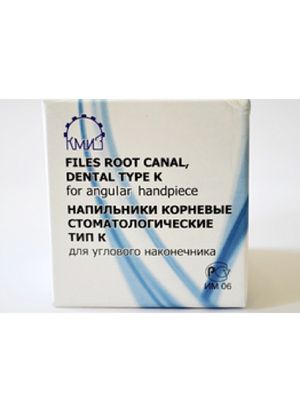 КМИЗ
FILES ROOT CANAL,
DENTAL TYPE K
for angular handpiece
НАПИЛЬНИКИ КОРНЕВЫЕ
СТОМАТОЛОГИЧЕСКИЕ
ТИП К
для углового наконечника
ИМ 06